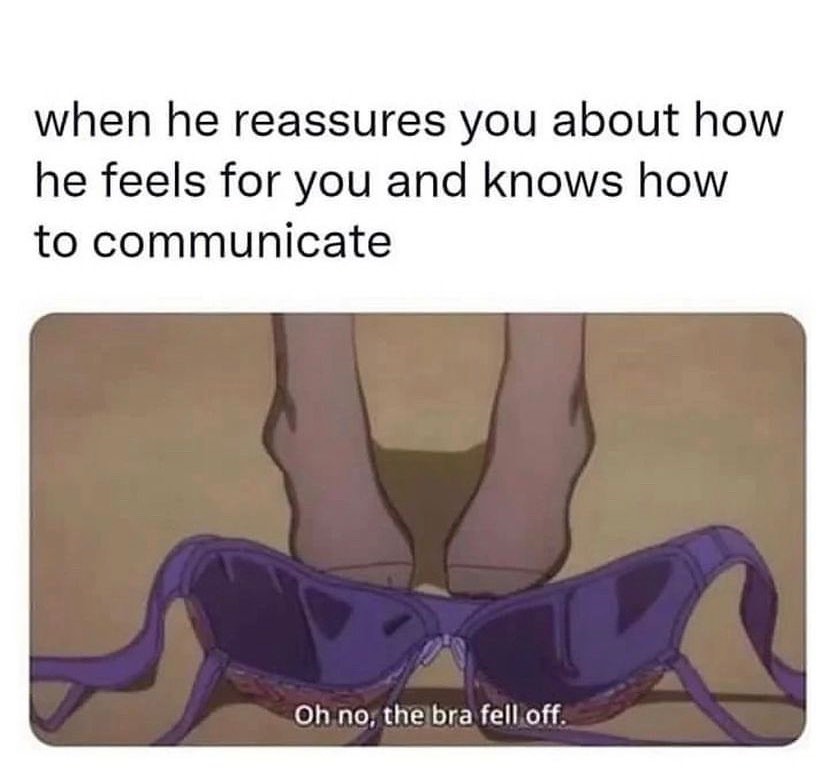 when he reassures you about how
he feels for you and knows how
to communicate
Oh no, the bra fell off.